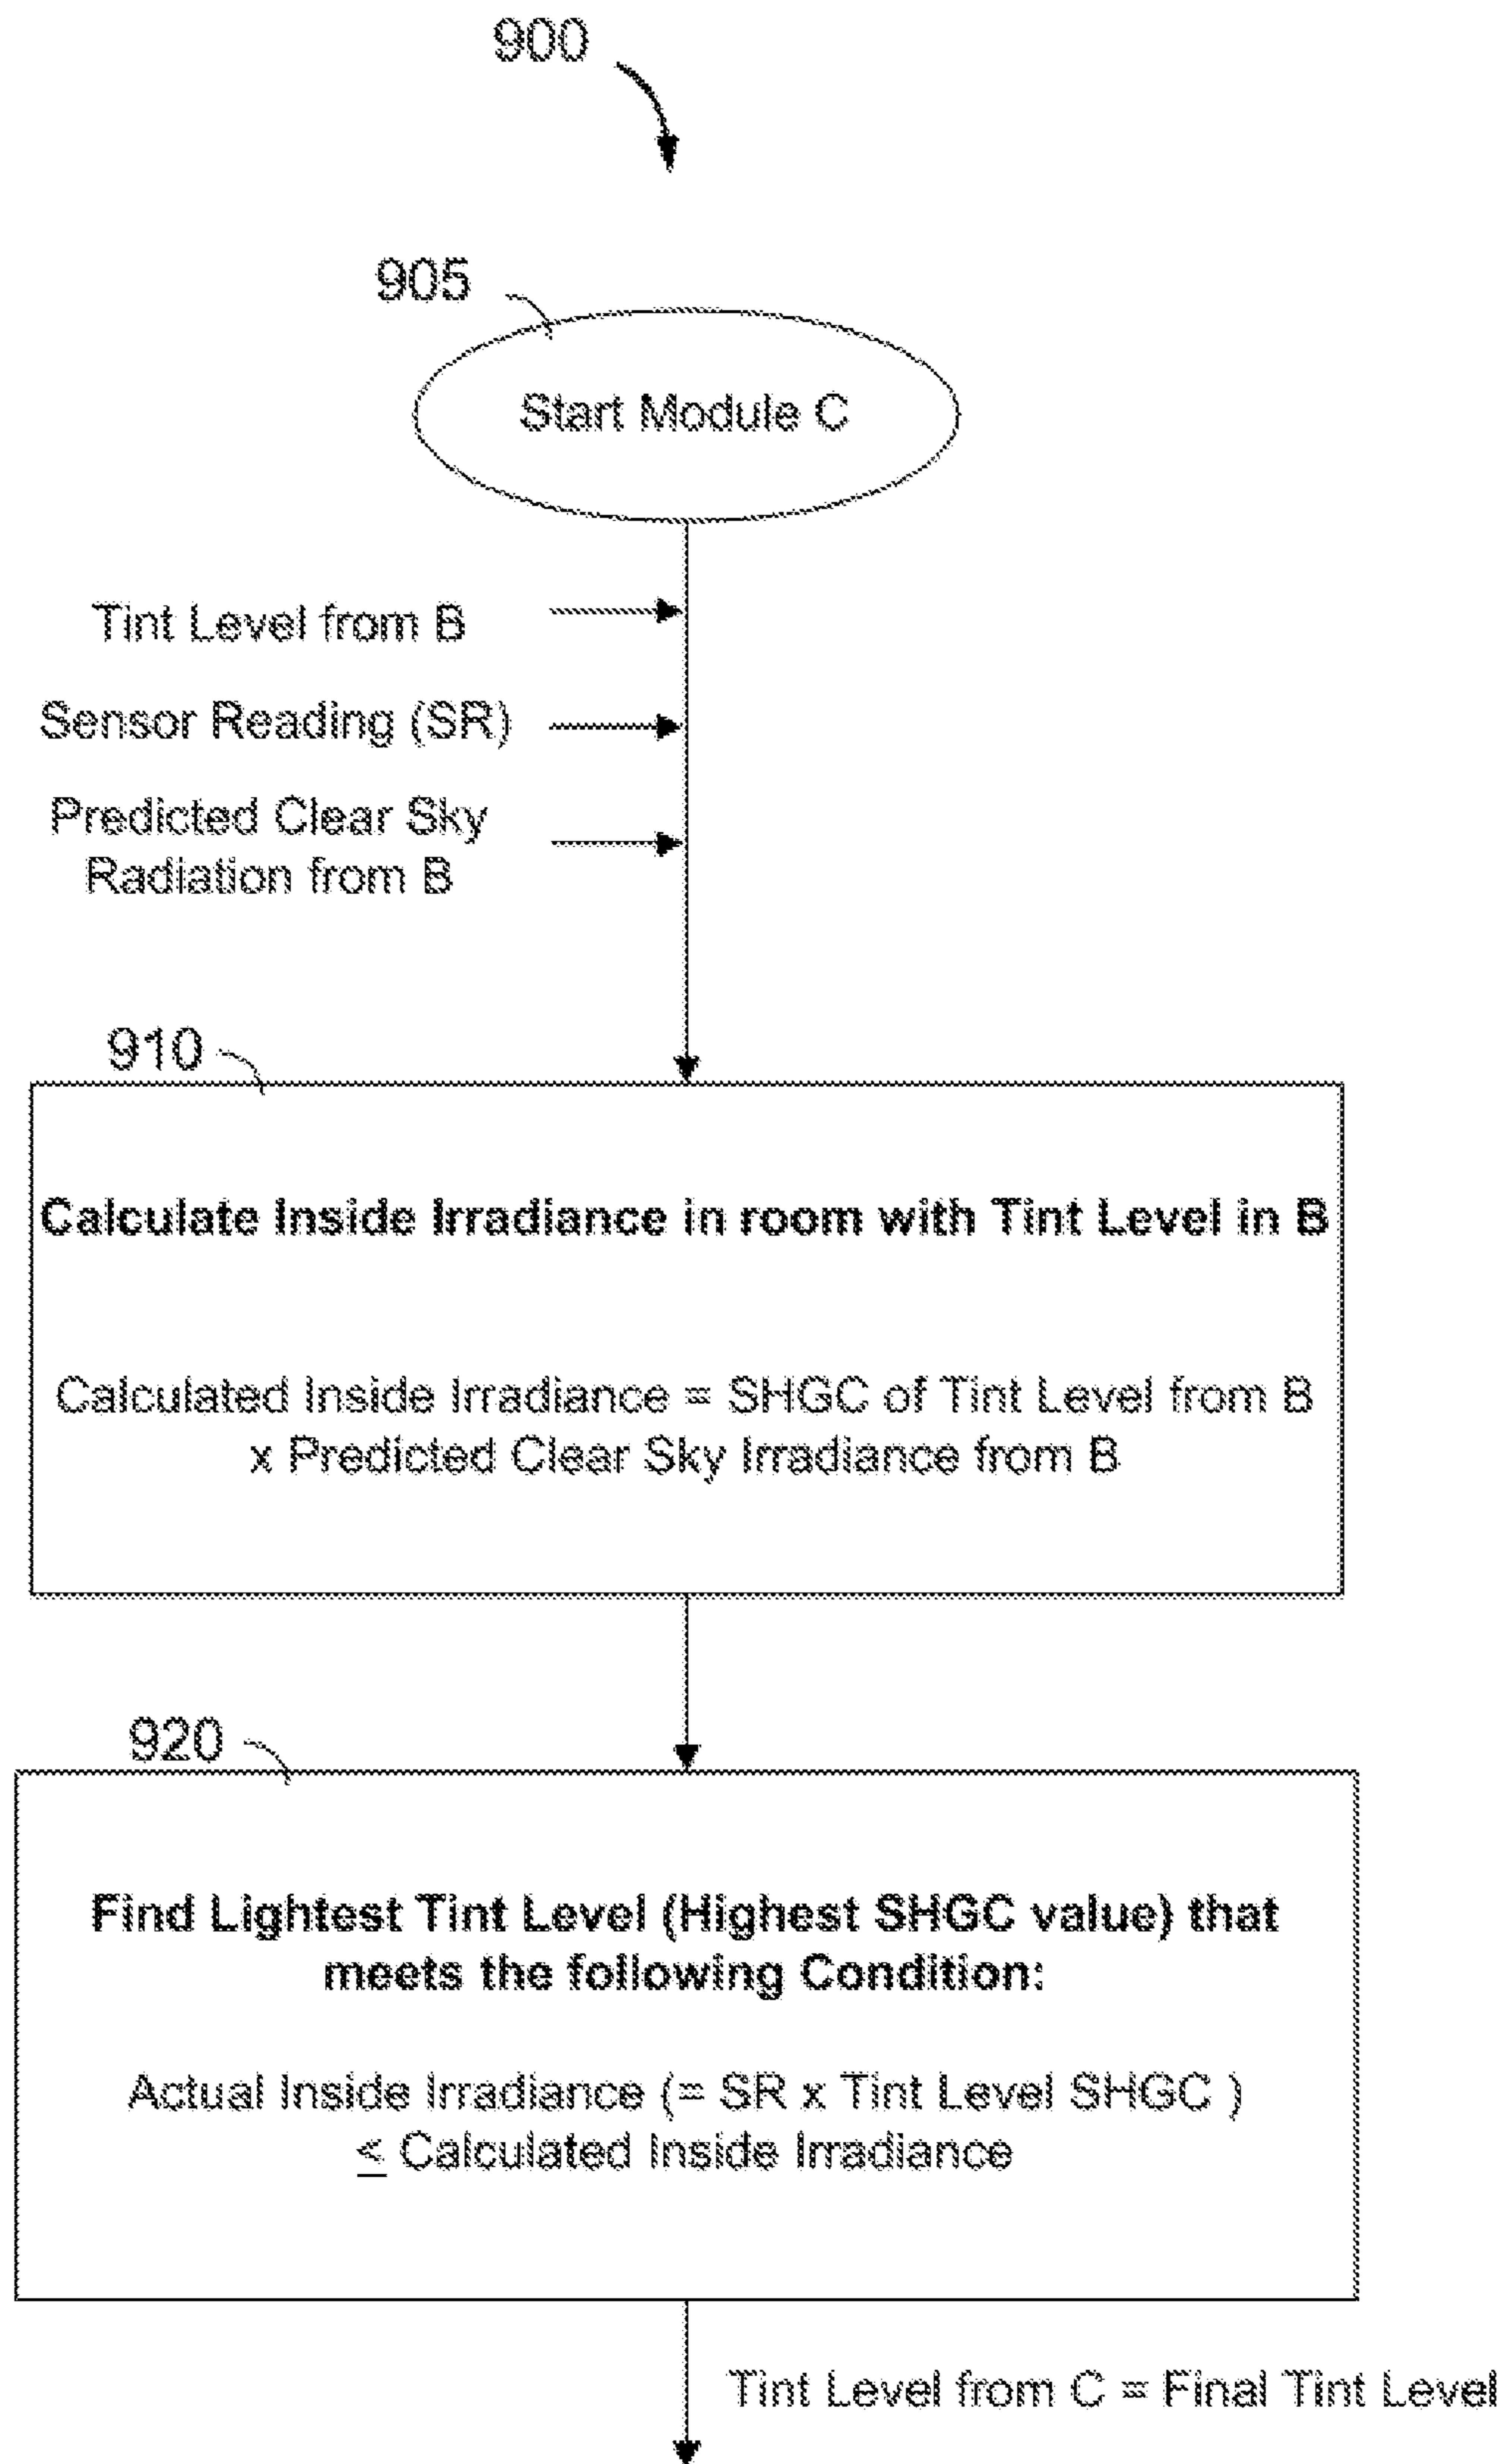 900
905
Start Module C
Tint Level from B
Sensor Reading (SR)
Predicted Clear Sky
Radiation from B
910
Calculate Inside Irradiance in room with Tint Level in B
Calculated Inside Irradiance = SHGC of Tint Level from B
x Predicted Clear Sky Irradiance from B
920
Find Lightest Tint Level (Highest SHGC value) that
meets the following Condition:
Actual Inside Irradiance (= SR x Tint Level SHGC )
≤ Calculated Inside Irradiance
Tint Level from C = Final Tint Level